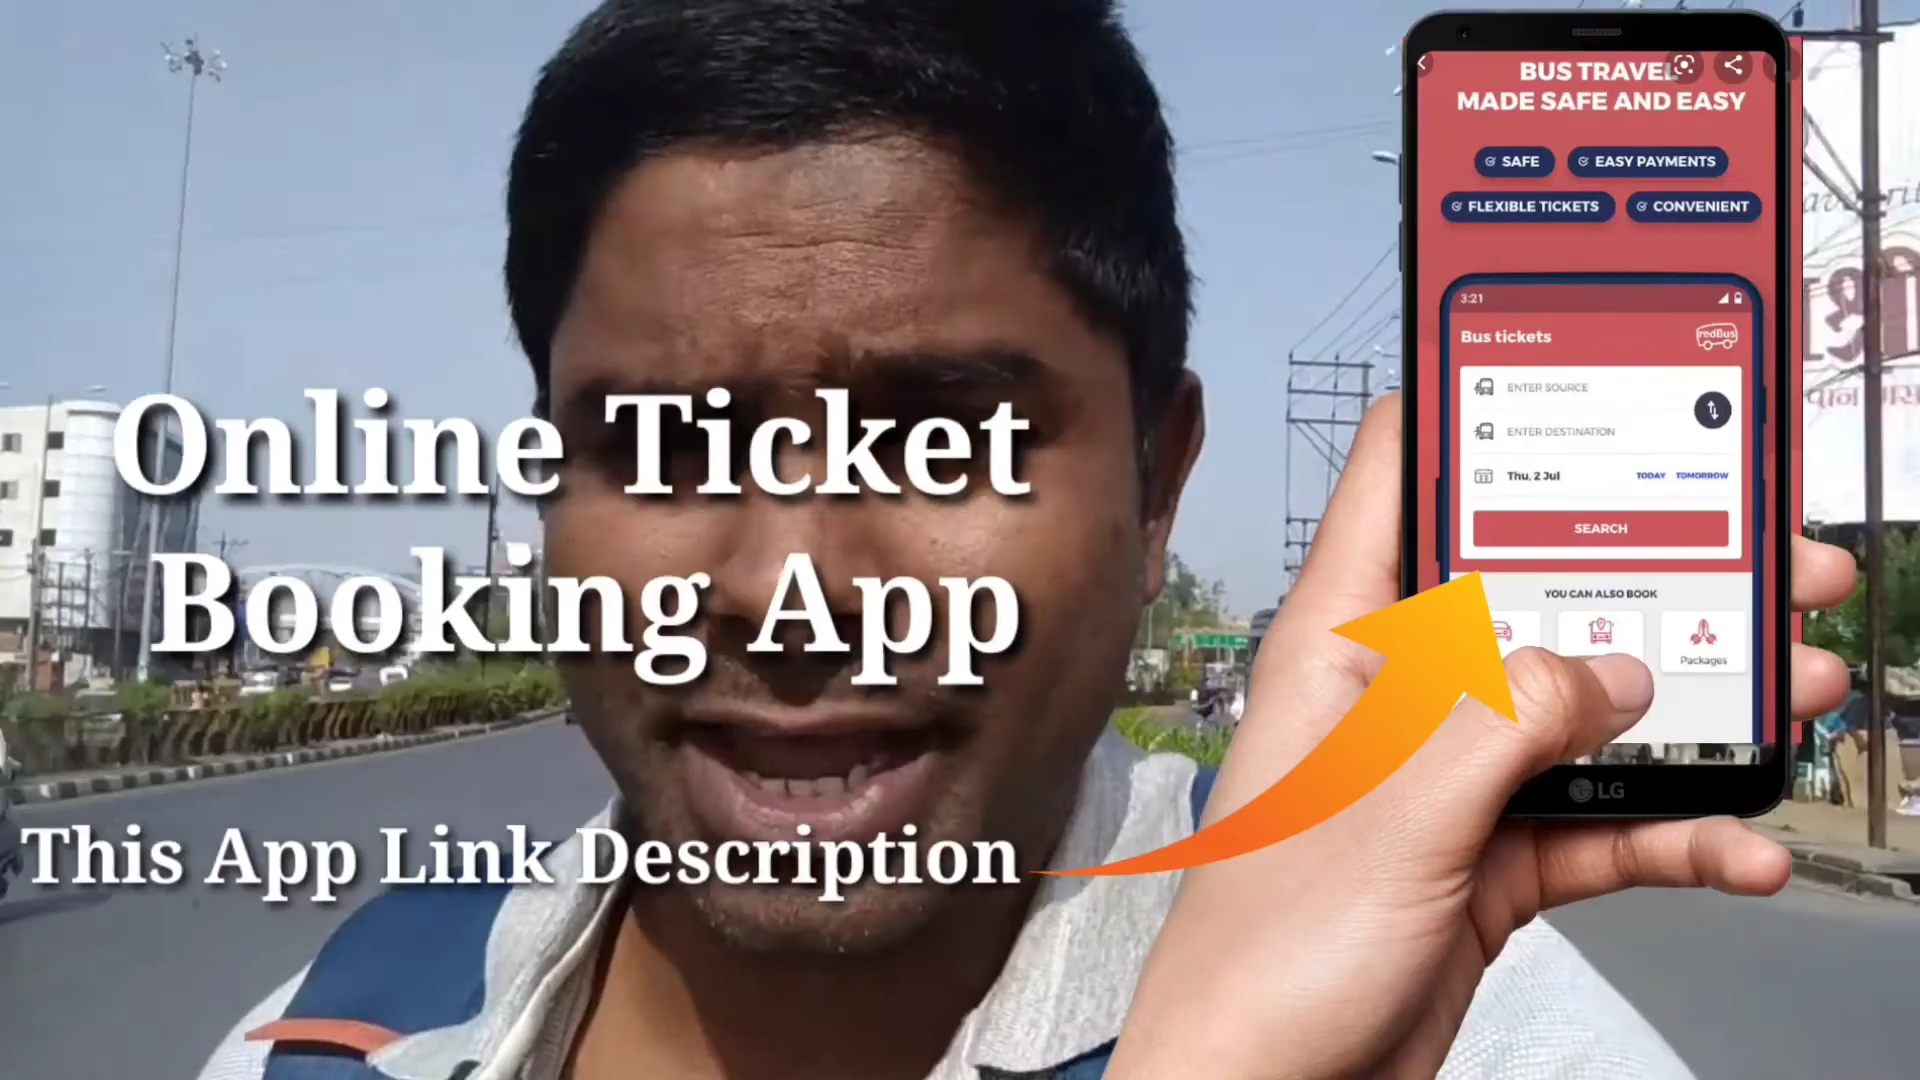 Online Ticket
Booking App
This App Link Description
BUS TRAVEL
MADE SAFE AND EASY
SAFE
EASY PAYMENTS
FLEXIBLE TICKETS
CONVENIENT
3:21
Bus tickets
redBus
ENTER SOURCE
ENTER DESTINATION
Thu, 2 Jul
TODAY
TOMORROW
SEARCH
YOU CAN ALSO BOOK
Packages
LG
पान